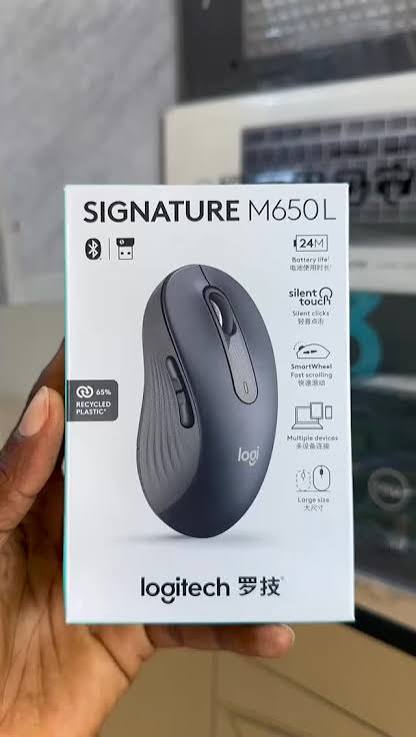 SIGNATURE M650 L
24M
Battery life¹
电池使用时长¹
silent touch
Silent clicks
轻音点击
SmartWheel
Fast scrolling
快速滚动
Multiple devices
多设备连接
Large size
大尺寸
65%
RECYCLED
PLASTIC*
logi
logitech 罗技